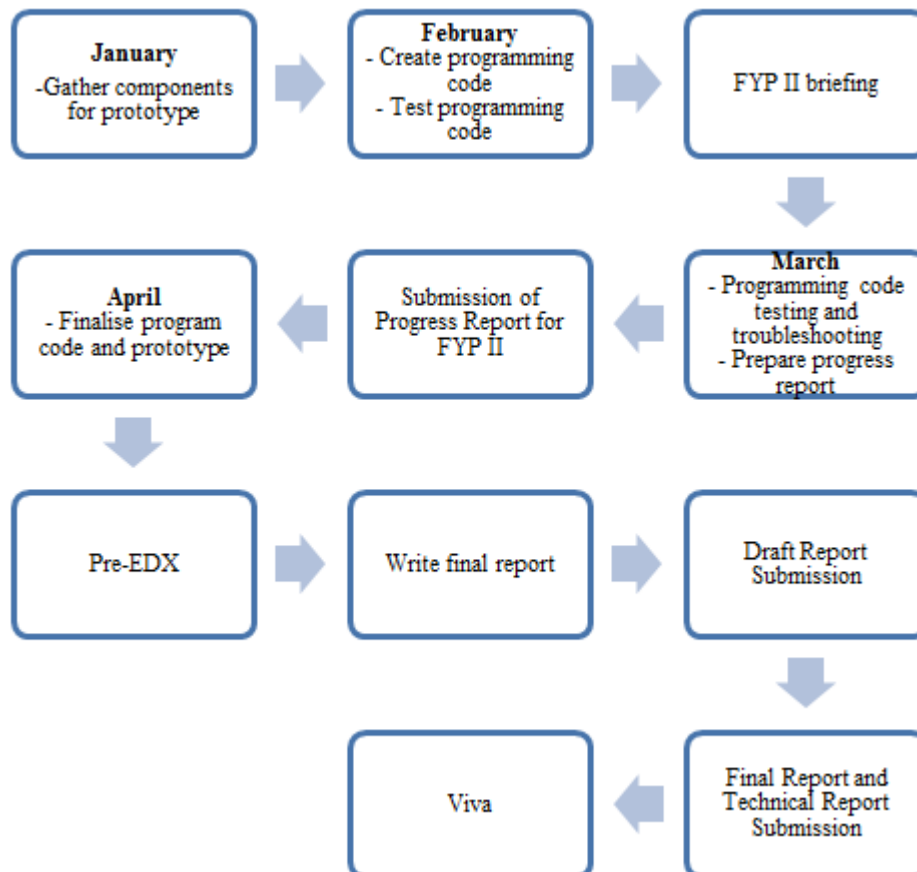 January
-Gather components
for prototype
February
- Create programming
code
- Test programming
code
FYP II briefing
March
- Programming code
testing and
troubleshooting
- Prepare progress
report
Submission of
Progress Report for
FYP II
April
- Finalise program
code and prototype
Pre-EDX
Write final report
Draft Report
Submission
Final Report and
Technical Report
Submission
Viva